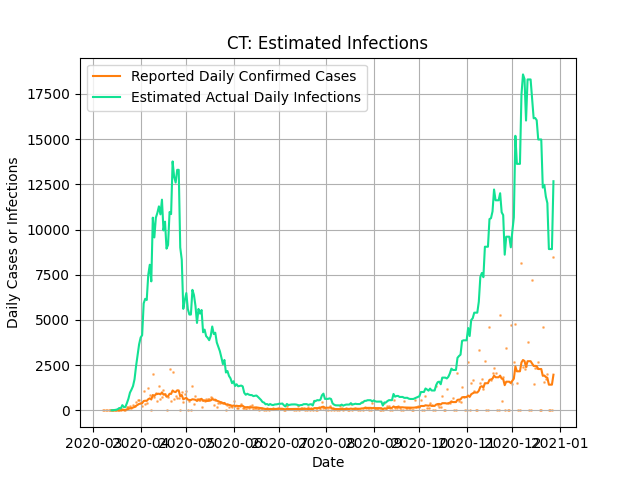 CT: Estimated Infections
Reported Daily Confirmed Cases
Estimated Actual Daily Infections
17500
15000
12500
10000
7500
5000
2500
0
Daily Cases or Infections
2020-03 2020-04 2020-05 2020-06 2020-07 2020-08 2020-09 2020-10 2020-11 2020-12 2021-01
Date